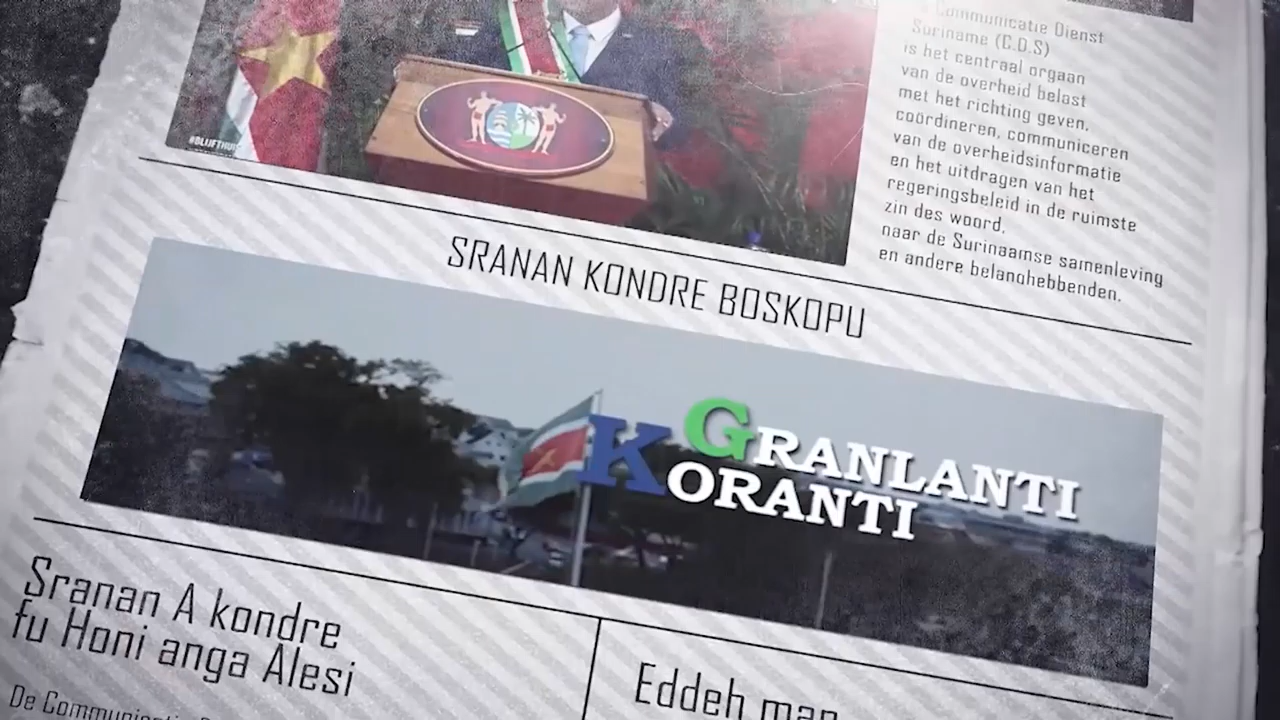 Communicatie Dienst
Suriname (C.D.S)
is het centraal orgaan
van de overheid belast
met het richting geven,
coördineren, communiceren
van de overheidsinformatie
en het uitdragen van het
regeringsbeleid in de ruimste
zin des woord,
naar de Surinaamse samenleving
en andere belanghebbenden.
SRANAN KONDRE BOSKOPU
GRANLANTI
KORANTI
Sranan A kondre
fu Honi anga Alesi
De
Eddeh man